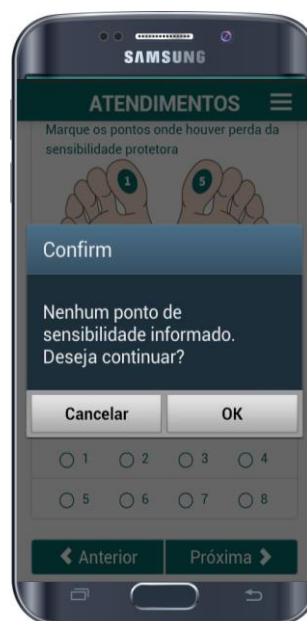 SAMSUNG
ATENDIMENTOS
Marque os pontos onde houver perda da
sensibilidade protetora
1 5
Confirm
Nenhum ponto de
sensibilidade informado.
Deseja continuar?
Cancelar OK
1 2 3 4
5 6 7 8
Anterior Próxima